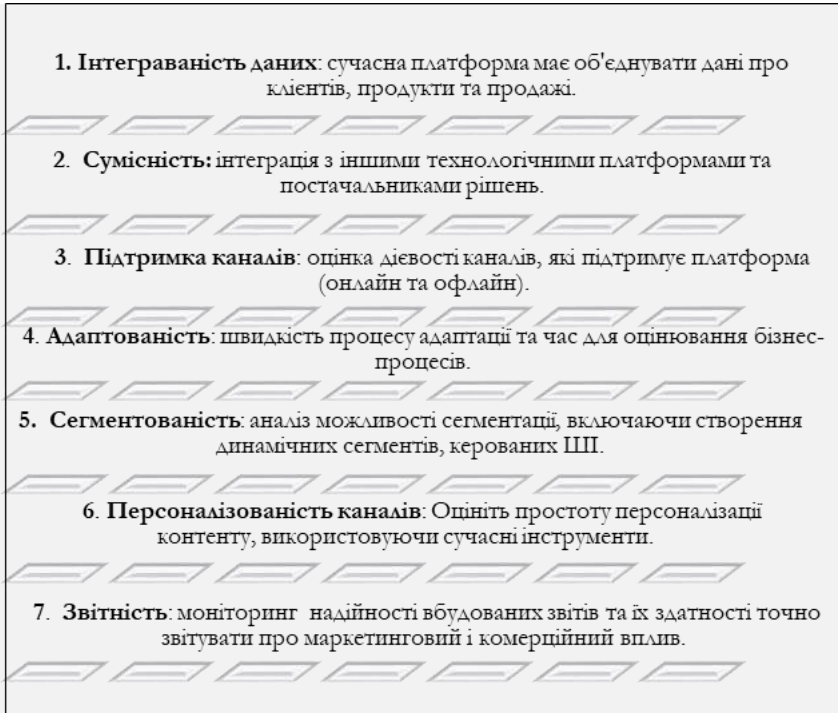 1. Інтеграваність даних: сучасна платформа має об'єднувати дані про
клієнтів, продукти та продажі.
2. Сумісність: інтеграція з іншими технологічними платформами та
постачальниками рішень.
3. Підтримка каналів: оцінка дієвості каналів, які підтримує платформа
(онлайн та офлайн).
4. Адаптованість: швидкість процесу адаптації та час для оцінювання бізнес-
процесів.
5. Сегментованість: аналіз можливості сегментації, включаючи створення
динамічних сегментів, керованих ШІ.
6. Персоналізованість каналів: Оцініть простоту персоналізації
контенту, використовуючи сучасні інструменти.
7. Звітність: моніторинг надійності вбудованих звітів та їх здатності точно
звітувати про маркетинговий і комерційний вплив.